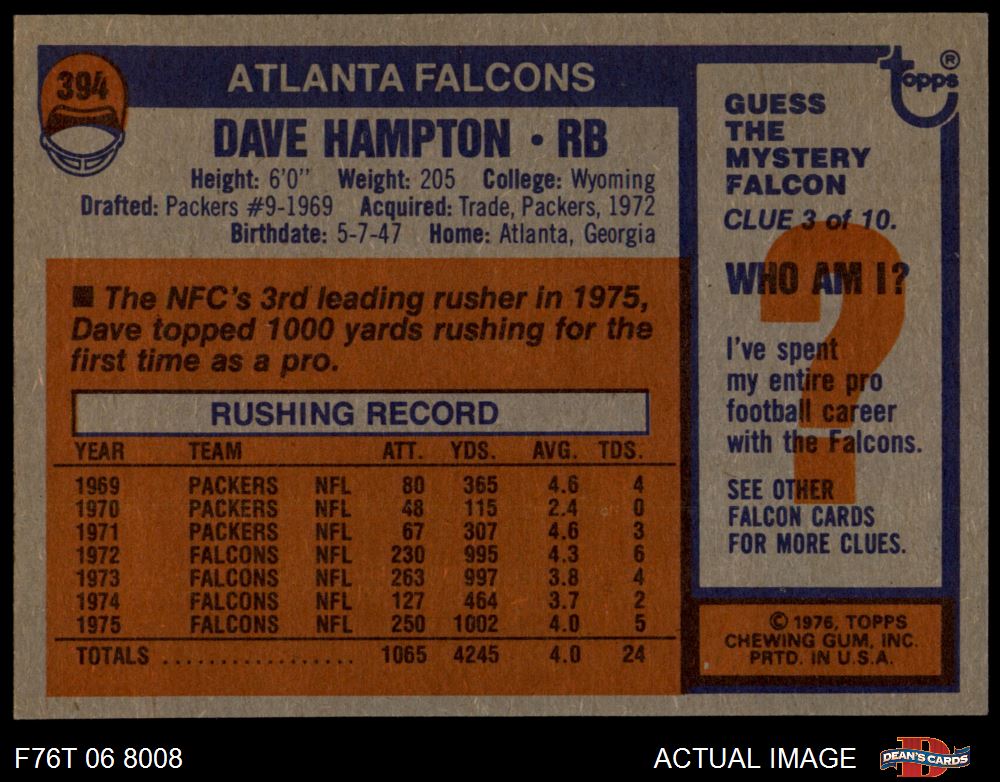 394
ATLANTA FALCONS
DAVE HAMPTON • RB
Height: 6'0" Weight: 205 College: Wyoming
Drafted: Packers #9-1969 Acquired: Trade, Packers, 1972
Birthdate: 5-7-47 Home: Atlanta, Georgia
■ The NFC's 3rd leading rusher in 1975,
Dave topped 1000 yards rushing for the
first time as a pro.
RUSHING RECORD
YEAR TEAM ATT. YDS. AVG. TDS.
1969 PACKERS NFL 80 365 4.6 4
1970 PACKERS NFL 48 115 2.4 0
1971 PACKERS NFL 67 307 4.6 3
1972 FALCONS NFL 230 995 4.3 6
1973 FALCONS NFL 263 997 3.8 4
1974 FALCONS NFL 127 464 3.7 2
1975 FALCONS NFL 250 1002 4.0 5
TOTALS .................. 1065 4245 4.0 24
topps ®
GUESS
THE
MYSTERY
FALCON
CLUE 3 of 10.
?
WHO AM I?
I've spent
my entire pro
football career
with the Falcons.
SEE OTHER
FALCON CARDS
FOR MORE CLUES.
© 1976, TOPPS
CHEWING GUM, INC.
PRTD. IN U.S.A.
F76T 06 8008
ACTUAL IMAGE
D
DEAN'S CARDS